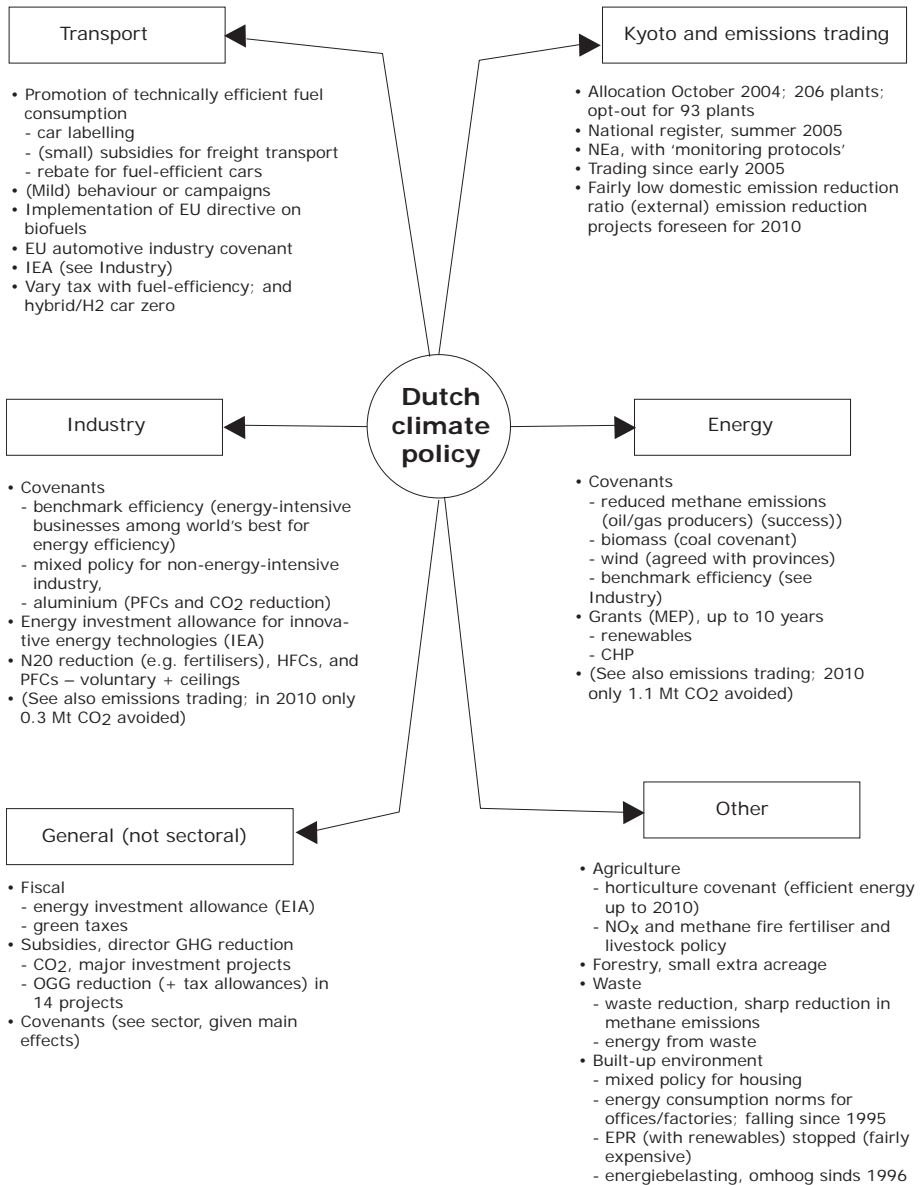 Transport
• Promotion of technically efficient fuel
consumption
- car labelling
- (small) subsidies for freight transport
- rebate for fuel-efficient cars
• (Mild) behaviour or campaigns
• Implementation of EU directive on
biofuels
• EU automotive industry covenant
• IEA (see Industry)
• Vary tax with fuel-efficiency; and
hybrid/H2 car zero
Kyoto and emissions trading
• Allocation October 2004; 206 plants;
opt-out for 93 plants
• National register, summer 2005
• NEa, with ‘monitoring protocols’
• Trading since early 2005
• Fairly low domestic emission reduction
ratio (external) emission reduction
projects foreseen for 2010
Dutch
climate
policy
Industry
• Covenants
- benchmark efficiency (energy-intensive
businesses among world's best for
energy efficiency)
- mixed policy for non-energy-intensive
industry,
- aluminium (PFCs and CO2 reduction)
• Energy investment allowance for innova-
tive energy technologies (IEA)
• N20 reduction (e.g. fertilisers), HFCs, and
PFCs – voluntary + ceilings
• (See also emissions trading; in 2010 only
0.3 Mt CO2 avoided)
Energy
• Covenants
- reduced methane emissions
(oil/gas producers) (success))
- biomass (coal covenant)
- wind (agreed with provinces)
- benchmark efficiency (see
Industry)
• Grants (MEP), up to 10 years
- renewables
- CHP
• (See also emissions trading; 2010
only 1.1 Mt CO2 avoided)
General (not sectoral)
• Fiscal
- energy investment allowance (EIA)
- green taxes
• Subsidies, director GHG reduction
- CO2, major investment projects
- OGG reduction (+ tax allowances) in
14 projects
• Covenants (see sector, given main
effects)
Other
• Agriculture
- horticulture covenant (efficient energy
up to 2010)
- NOx and methane fire fertiliser and
livestock policy
• Forestry, small extra acreage
• Waste
- waste reduction, sharp reduction in
methane emissions
- energy from waste
• Built-up environment
- mixed policy for housing
- energy consumption norms for
offices/factories; falling since 1995
- EPR (with renewables) stopped (fairly
expensive)
- energiebelasting, omhoog sinds 1996